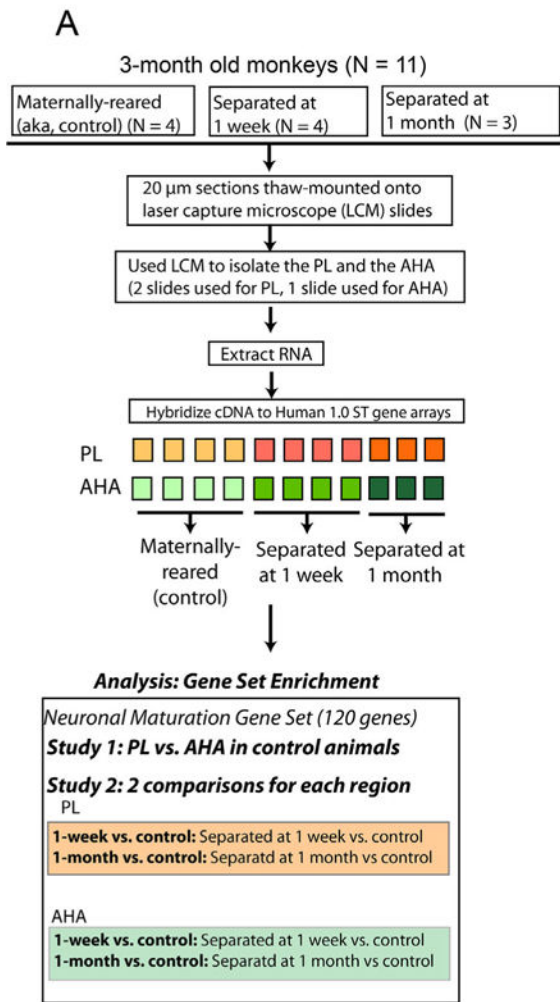 A
3-month old monkeys (N = 11)
Maternally-reared
(aka, control) (N = 4)
Separated at
1 week (N = 4)
Separated at
1 month (N = 3)
20 µm sections thaw-mounted onto
laser capture microscope (LCM) slides
Used LCM to isolate the PL and the AHA
(2 slides used for PL, 1 slide used for AHA)
Extract RNA
Hybridize cDNA to Human 1.0 ST gene arrays
PL
AHA
Maternally-
reared
(control)
Separated
at 1 week
Separated at
1 month
Analysis: Gene Set Enrichment
Neuronal Maturation Gene Set (120 genes)
Study 1: PL vs. AHA in control animals
Study 2: 2 comparisons for each region
PL
1-week vs. control: Separated at 1 week vs. control
1-month vs. control: Separatd at 1 month vs control
AHA
1-week vs. control: Separated at 1 week vs. control
1-month vs. control: Separatd at 1 month vs control